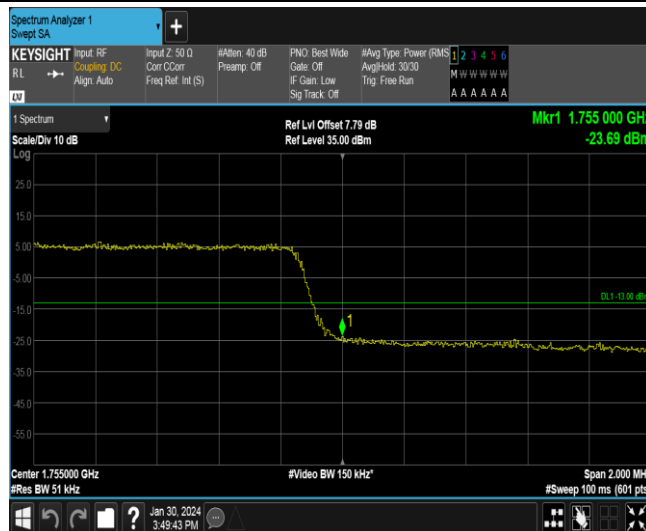 Spectrum Analyzer 1
Swept SA
+
KEYSIGHT
RL
LXI
Input: RF
Coupling: DC
Align: Auto
Input Z: 50 Ω
Corr CCorr
Freq Ref: Int (S)
#Atten: 40 dB
Preamp: Off
PNO: Best Wide
Gate: Off
IF Gain: Low
Sig Track: Off
#Avg Type: Power (RMS
Avg|Hold: 30/30
Trig: Free Run
1 2 3 4 5 6
M W W W W W
A A A A A A
1 Spectrum
Scale/Div 10 dB
Log
Ref Lvl Offset 7.79 dB
Ref Level 35.00 dBm
Mkr1 1.755 000 GHz
-23.69 dBm
25.0
15.0
5.00
-5.00
DL1 -13.00 dBm
-15.0
1
-25.0
-35.0
-45.0
-55.0
Center 1.755000 GHz
#Res BW 51 kHz
#Video BW 150 kHz*
Span 2.000 MH
#Sweep 100 ms (601 pts
?
Jan 30, 2024
3:49:43 PM